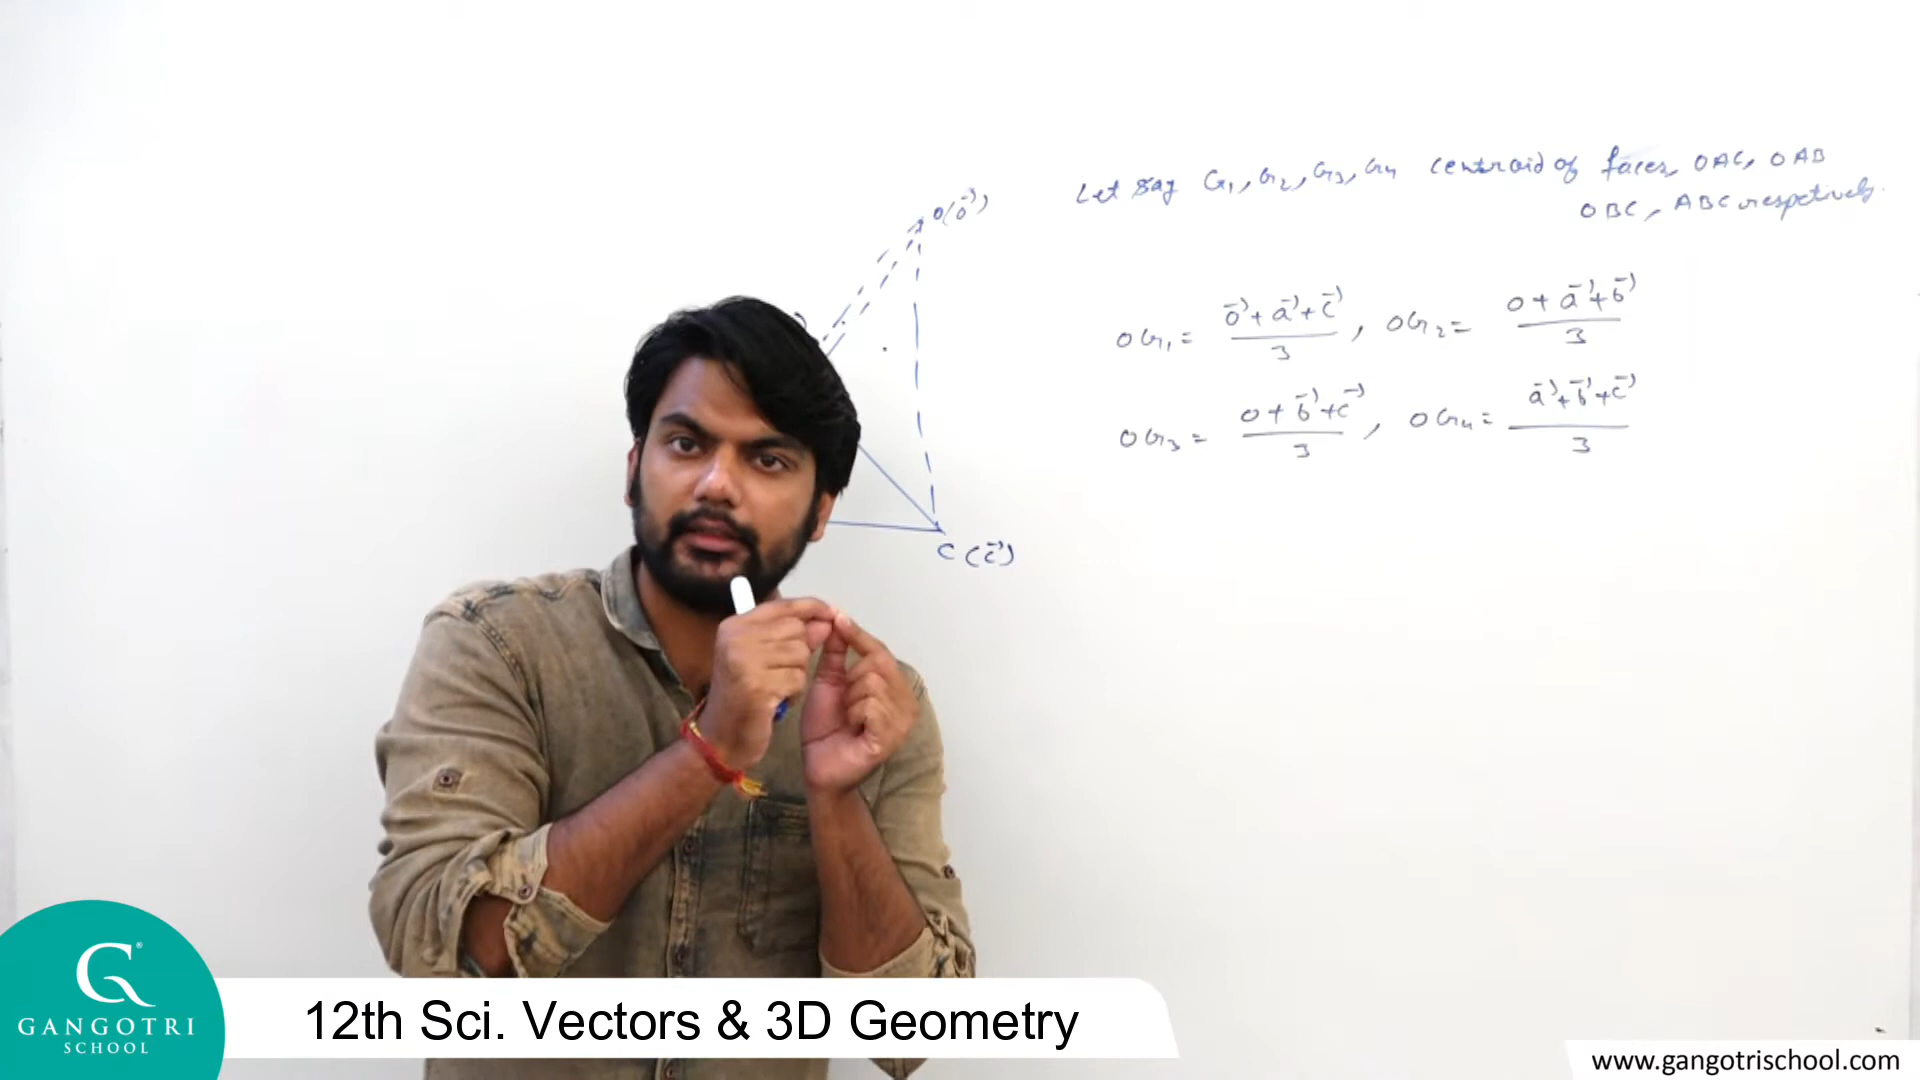 Let say G1, G2, G3, G4 centroid of faces, OAC, OAB
OBC, ABC respetively.
O(o⃗)
OG1 = (o⃗ + a⃗ + c⃗)/3 , OG2 = (0 + a⃗ + b⃗)/3
OG3 = (0 + b⃗ + c⃗)/3 , OG4 = (a⃗ + b⃗ + c⃗)/3
C (c⃗)
G®
GANGOTRI
SCHOOL
12th Sci. Vectors & 3D Geometry
www.gangotrischool.com